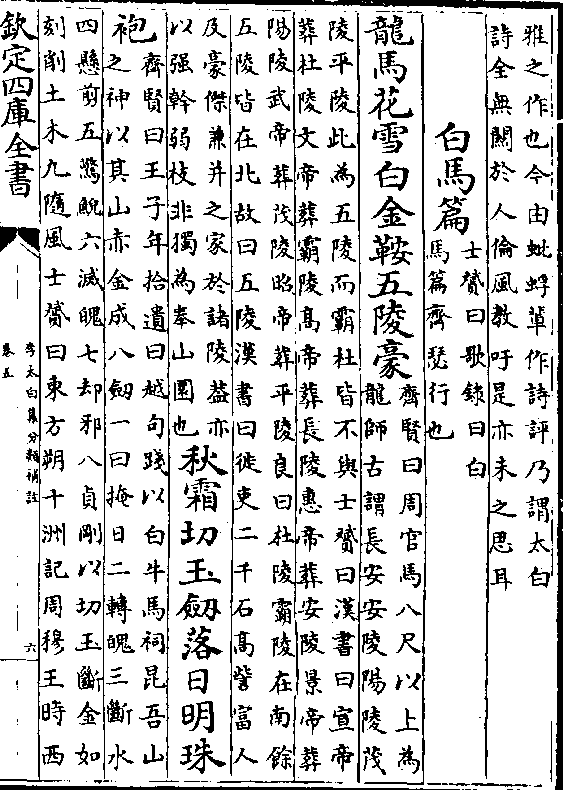 雅之作也今由蚍蜉輩作詩評乃謂太白
詩全無關於人倫風教吁是亦未之思耳
白馬篇
士贇曰歌錄曰白
馬篇齊瑟行也
龍馬花雪白金鞍五陵豪
齊賢曰周官馬八尺以上為
龍師古謂長安安陵陽陵茂
陵平陵此為五陵而霸杜皆不與士贇曰漢書曰宣帝
葬杜陵文帝葬霸陵髙帝葬長陵惠帝葬安陵景帝葬
陽陵武帝葬茂陵昭帝葬平陵良曰杜陵霸陵在南餘
五陵皆在北故曰五陵漢書曰徙吏二千石髙訾富人
及豪傑兼并之家於諸陵葢亦
以强幹弱枝非獨為奉山園也
秋霜切玉劔落日明珠
袍
齊賢曰王子年拾遺曰越句踐以白牛馬祠昆吾山
之神以其山赤金成八劔一曰掩日二轉魄三斷水
四懸翦五驚鯢六滅魄七却邪八貞剛以切玉斷金如
刻削土木九隨風士贇曰東方朔十洲記周穆王時西
欽定四庫全書
李太白集分類補註
卷五
六